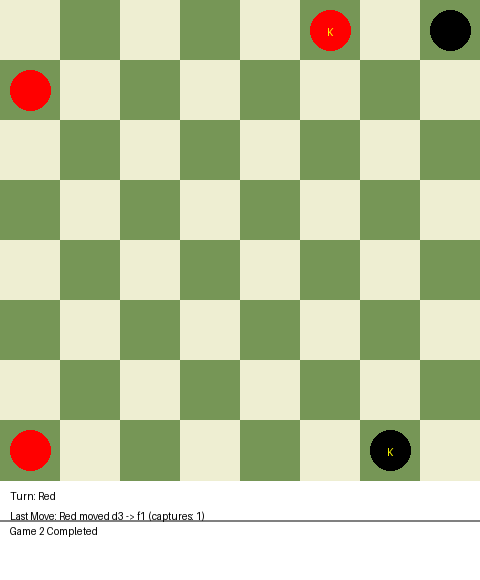 K
K
Turn: Red
Last Move: Red moved d3 -> f1 (captures: 1)
Game 2 Completed